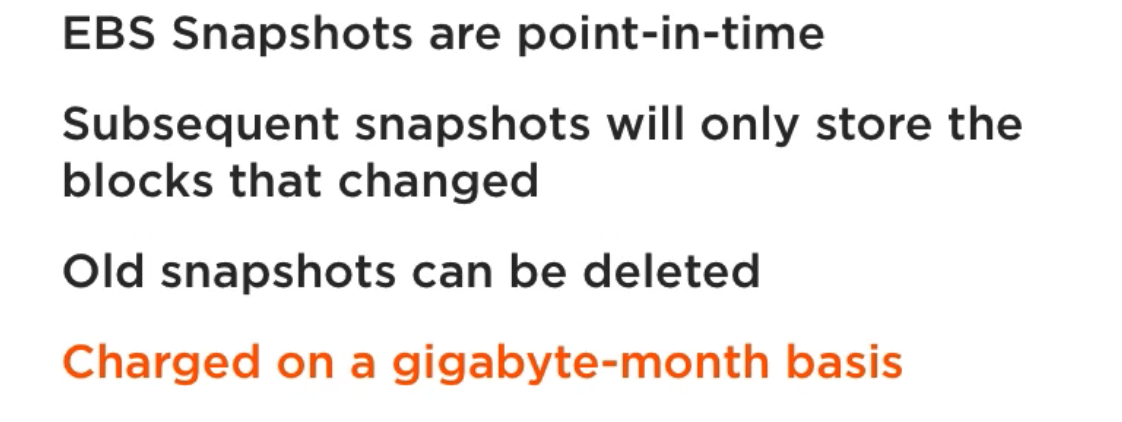 EBS Snapshots are point-in-time
Subsequent snapshots will only store the
blocks that changed
Old snapshots can be deleted
Charged on a gigabyte-month basis